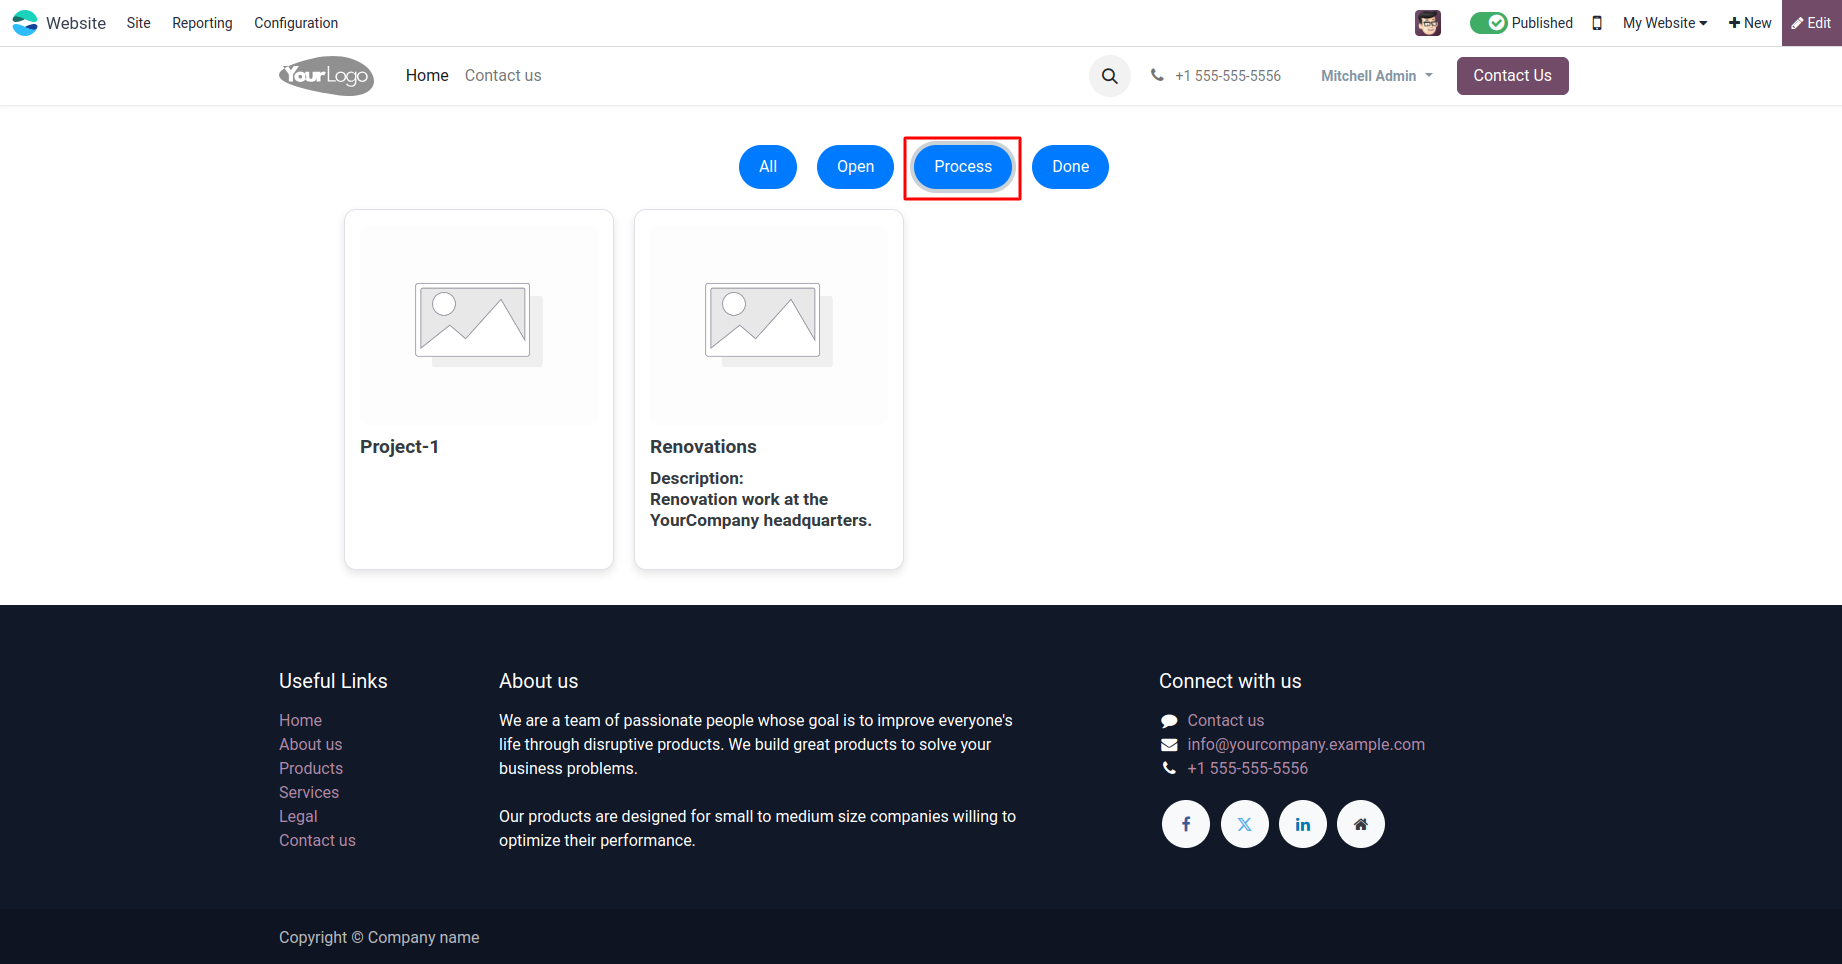 Website Site Reporting Configuration Published My Website New Edit
YourLogo Home Contact us +1 555-555-5556 Mitchell Admin Contact Us
All Open Process Done
Project-1
Renovations
Description:
Renovation work at the
YourCompany headquarters.
Useful Links
Home
About us
Products
Services
Legal
Contact us
About us
We are a team of passionate people whose goal is to improve everyone's
life through disruptive products. We build great products to solve your
business problems.
Our products are designed for small to medium size companies willing to
optimize their performance.
Connect with us
Contact us
info@yourcompany.example.com
+1 555-555-5556
Copyright © Company name